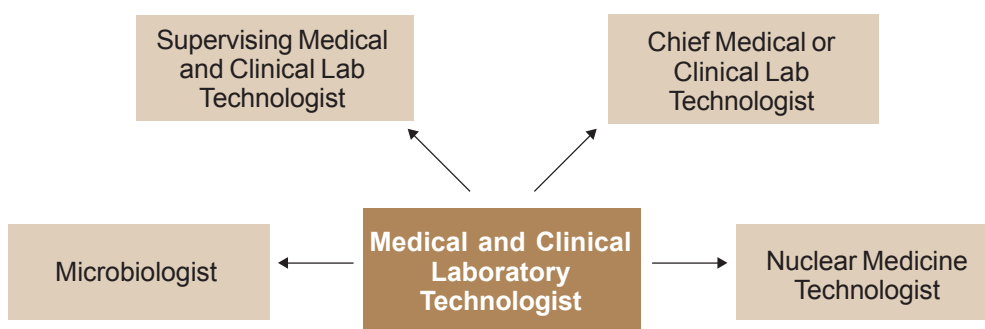 Supervising Medical
and Clinical Lab
Technologist
Chief Medical or
Clinical Lab
Technologist
Microbiologist
Medical and Clinical
Laboratory
Technologist
Nuclear Medicine
Technologist